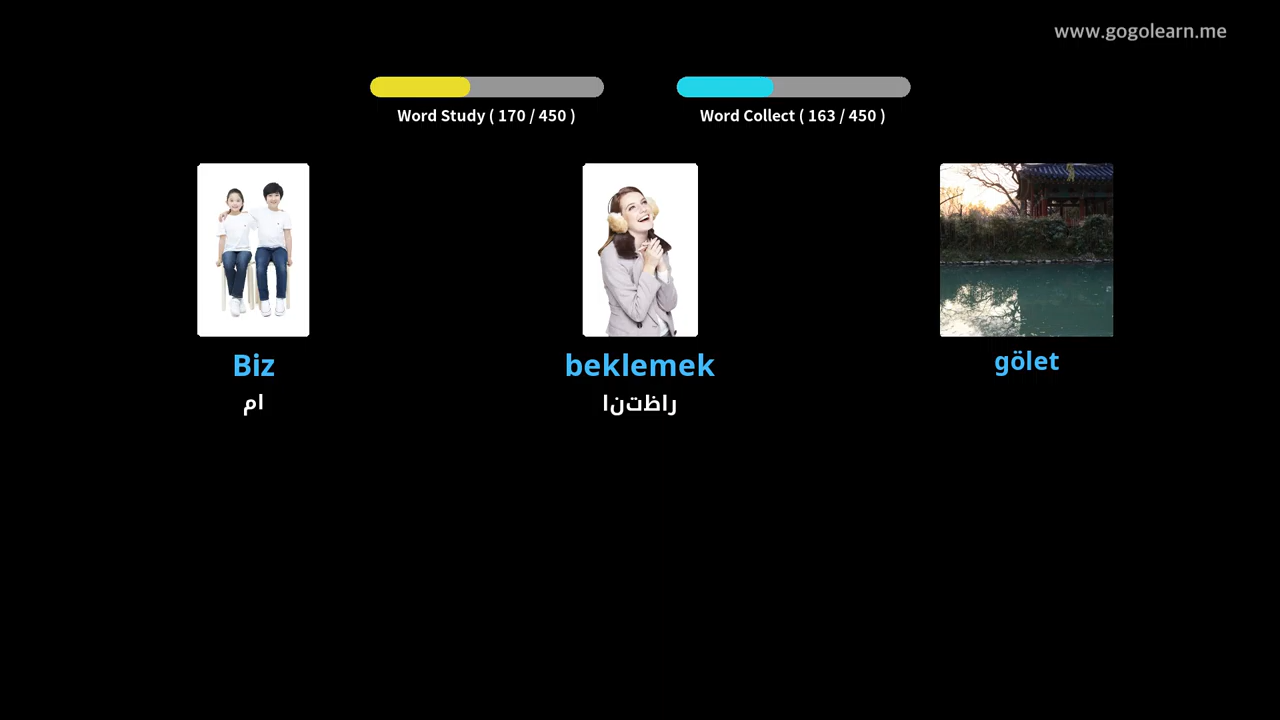 www.gogolearn.me
Word Study ( 170 / 450 )
Word Collect ( 163 / 450 )
Biz
ام
beklemek
راظتنا
gölet